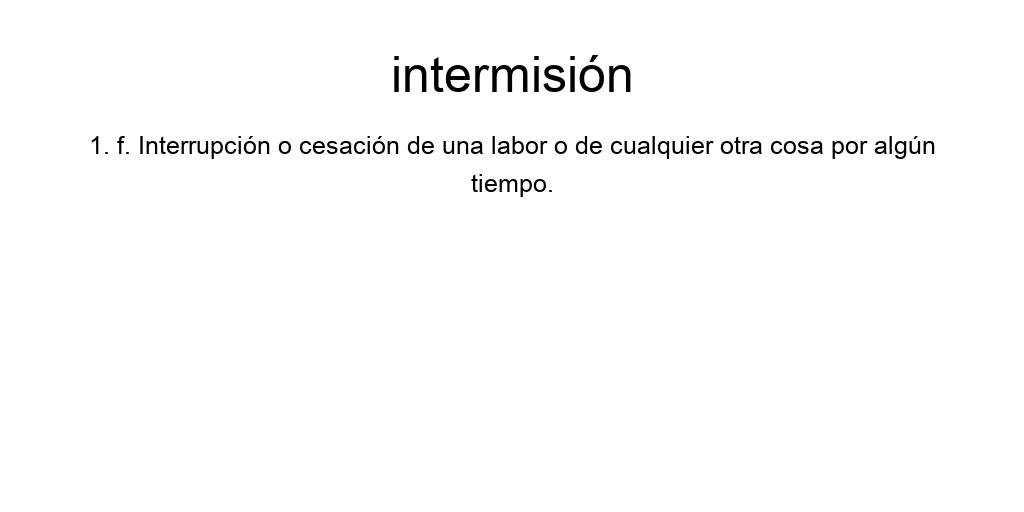 intermisión
1. f. Interrupción o cesación de una labor o de cualquier otra cosa por algún
tiempo.